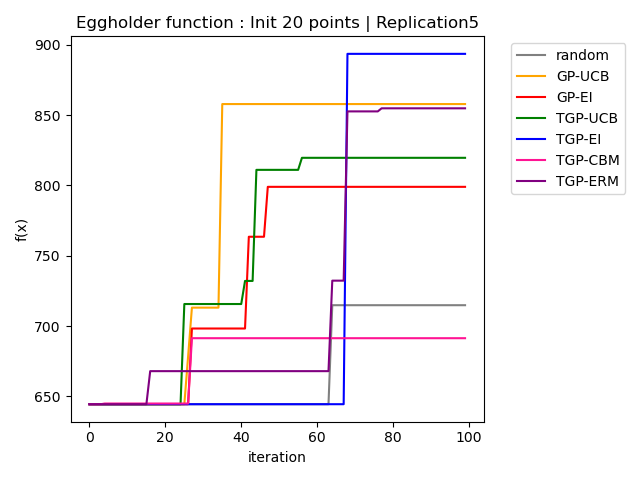 Eggholder function : Init 20 points | Replication5
900
850
800
750
700
650
f(x)
0 20 40 60 80 100
iteration
random
GP-UCB
GP-EI
TGP-UCB
TGP-EI
TGP-CBM
TGP-ERM